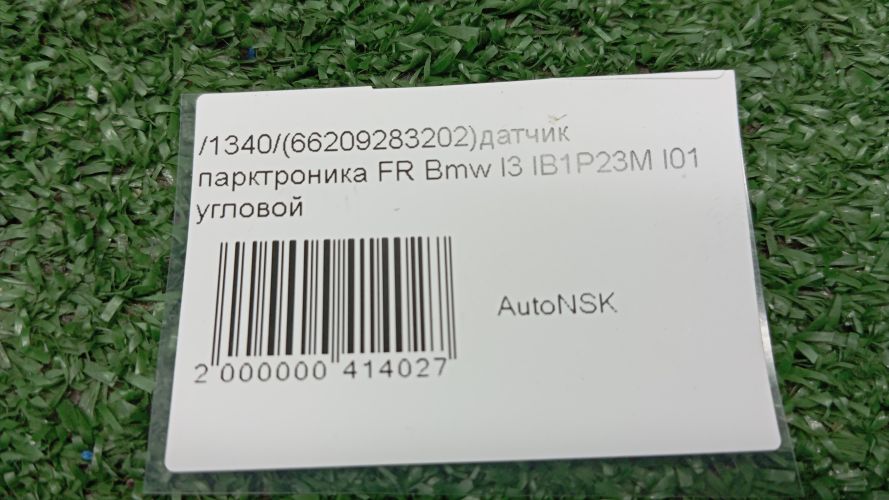 /1340/(66209283202)датчик
парктроника FR Bmw I3 IB1P23M I01
угловой
AutoNSK
2 000000 414027